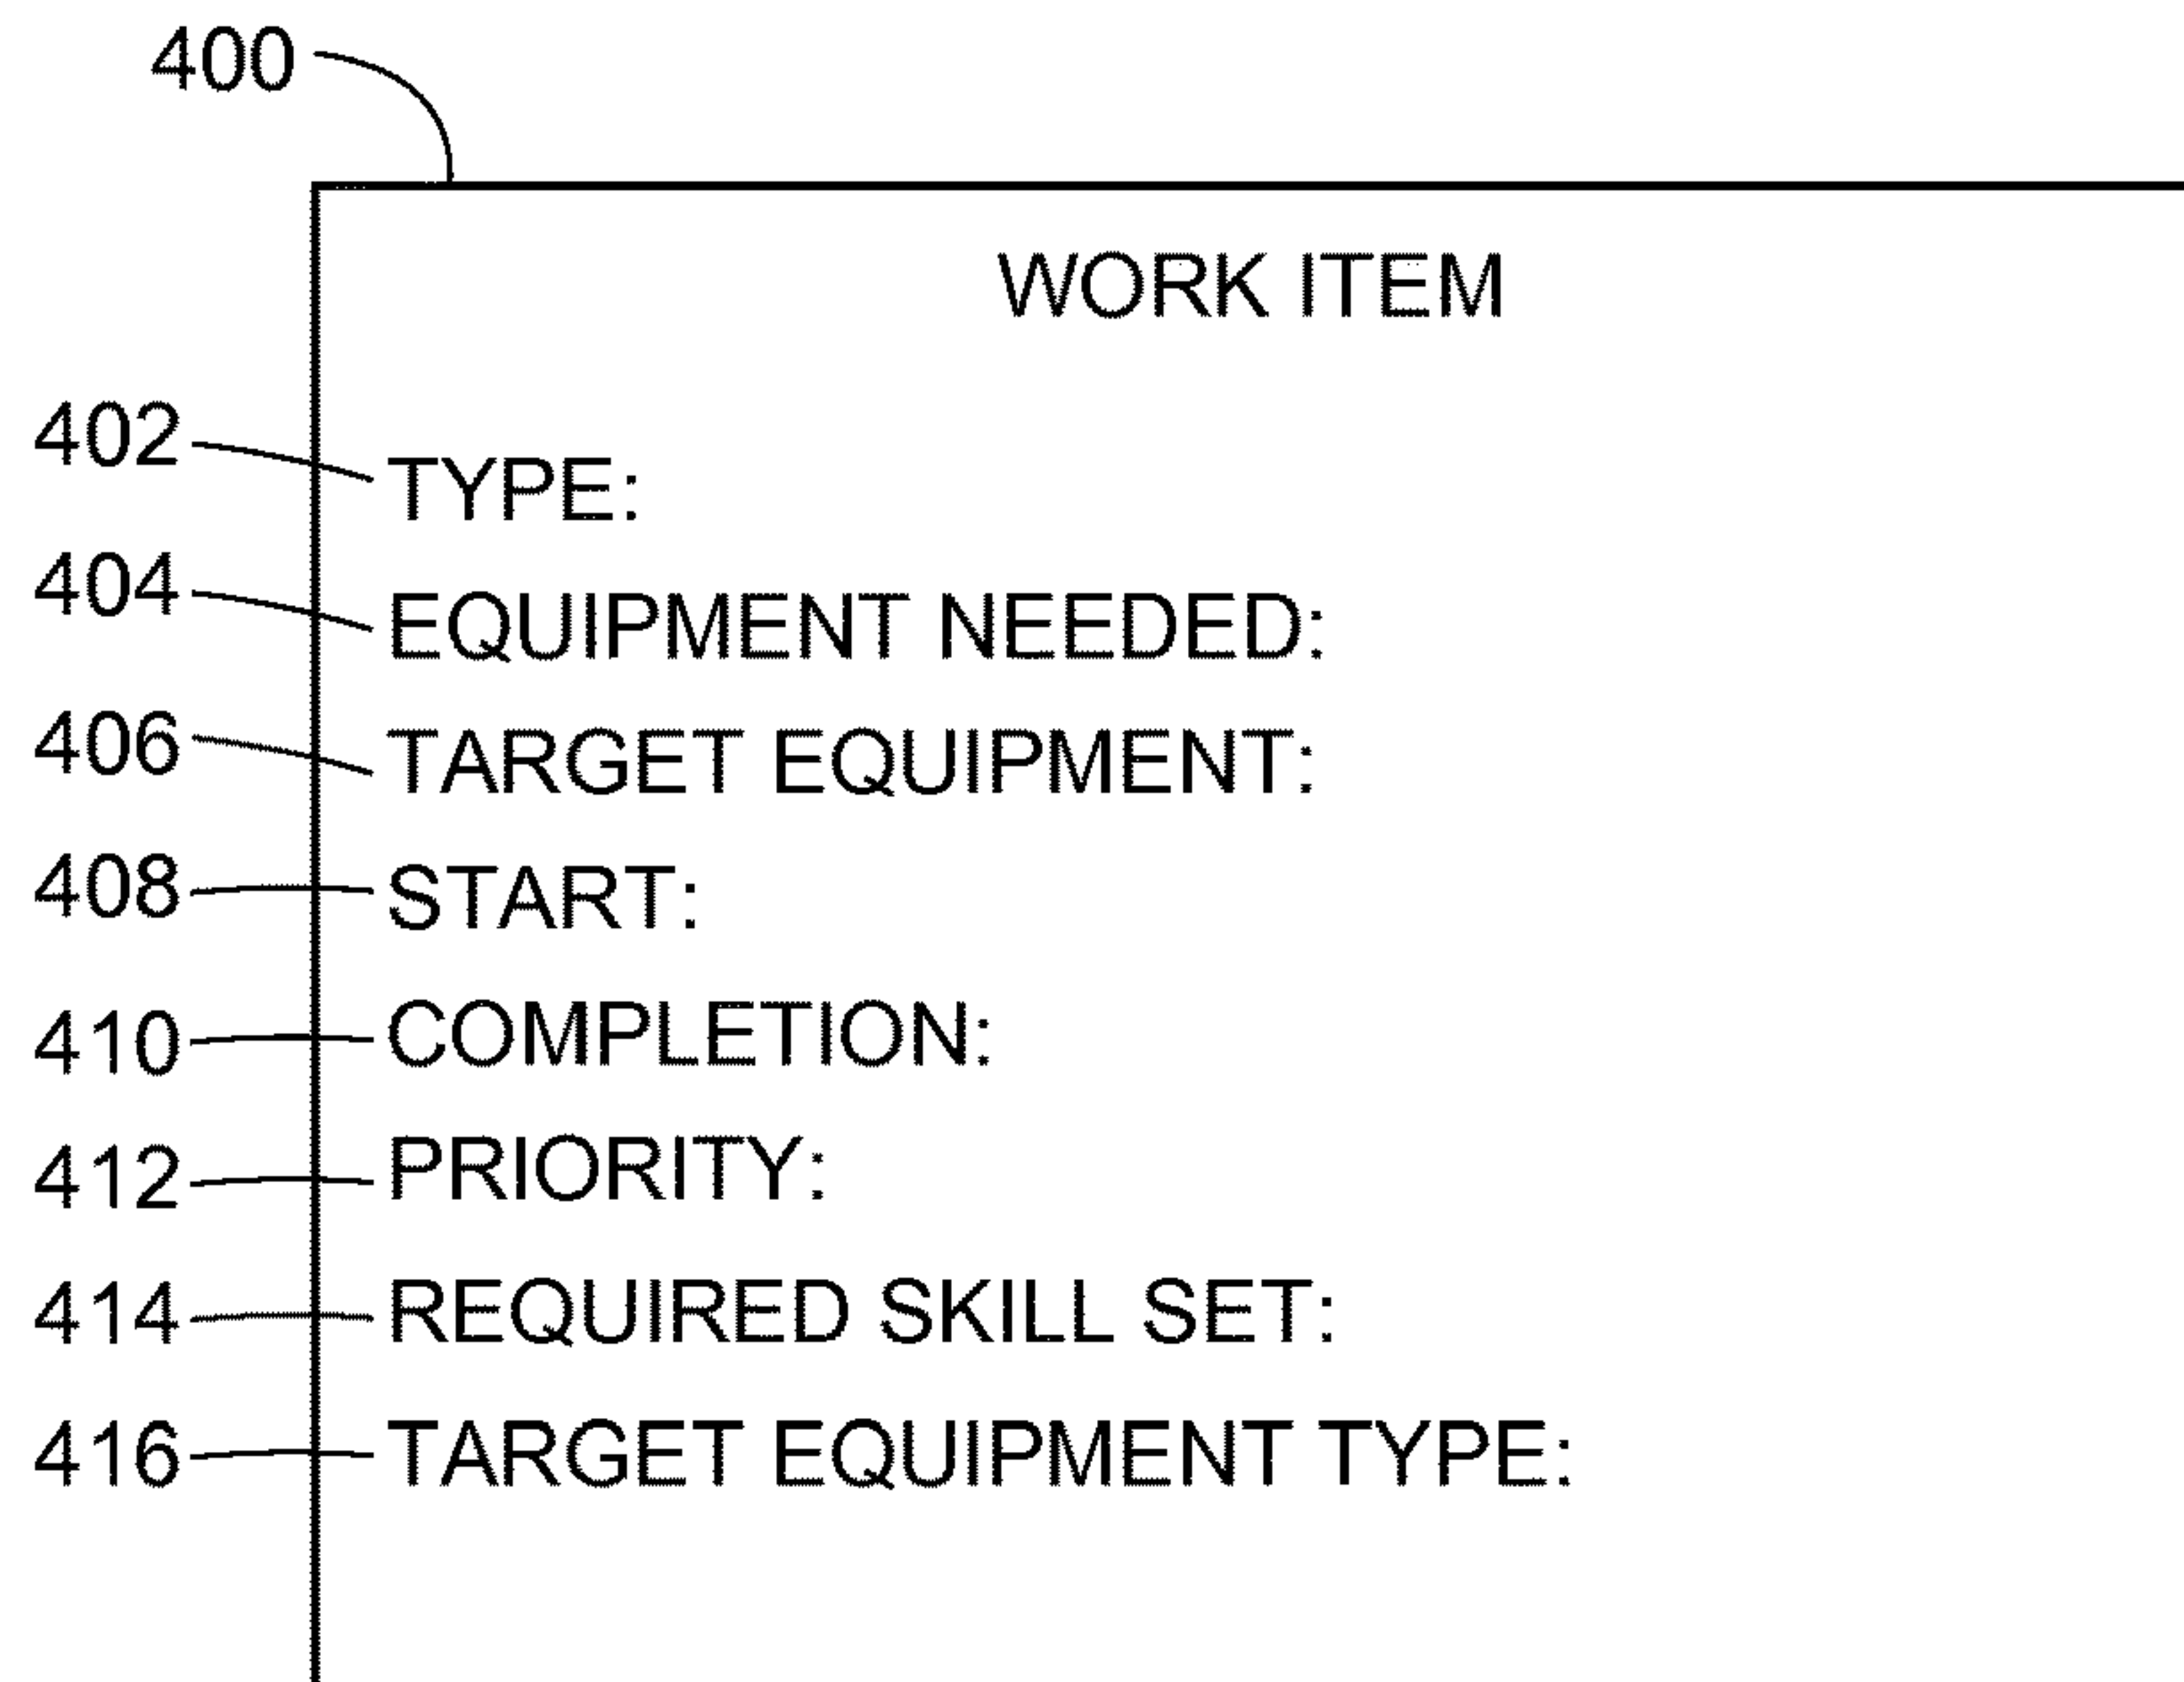 400
WORK ITEM
402 TYPE:
404 EQUIPMENT NEEDED:
406 TARGET EQUIPMENT:
408 START:
410 COMPLETION:
412 PRIORITY:
414 REQUIRED SKILL SET:
416 TARGET EQUIPMENT TYPE: